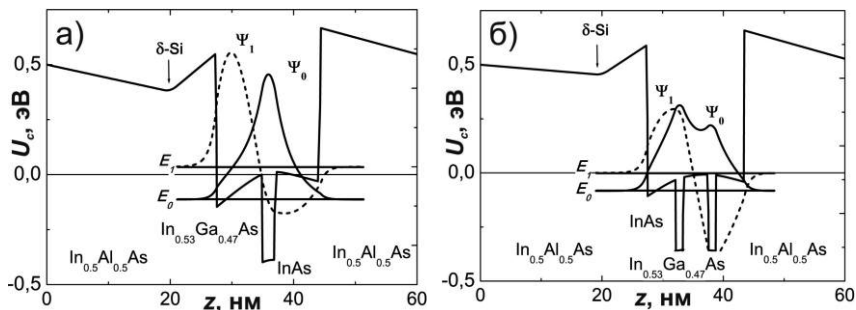 а)
δ-Si
Ψ1
Ψ0
0,5
Uc, эВ
0,0
E1
E0
In0.53Ga0.47As
In0.5Al0.5As
In0.5Al0.5As
InAs
-0,5
0
20
40
60
z, нм
б)
δ-Si
Ψ1
Ψ0
0,5
Uc, эВ
0,0
E1
E0
InAs
In0.5Al0.5As
In0.53Ga0.47As
In0.5Al0.5As
-0,5
0
20
40
60
z, нм